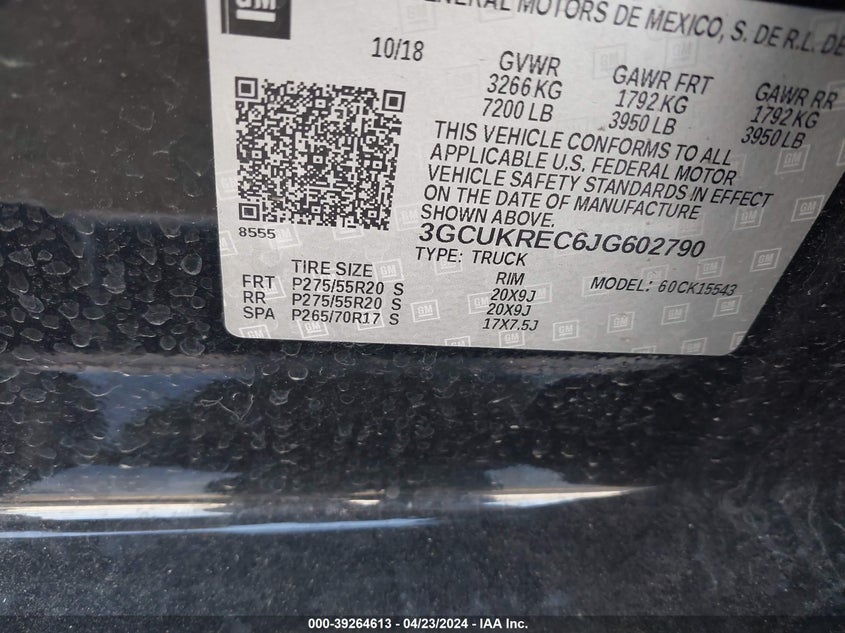 GM
GENERAL MOTORS DE MEXICO, S. DE R.L. DE
10/18
GVWR GAWR FRT GAWR RR
3266 KG 1792 KG 1792 KG
7200 LB 3950 LB 3950 LB
THIS VEHICLE CONFORMS TO ALL
APPLICABLE U.S. FEDERAL MOTOR
VEHICLE SAFETY STANDARDS IN EFFECT
ON THE DATE OF MANUFACTURE
SHOWN ABOVE.
8555
3GCUKREC6JG602790
TYPE: TRUCK
TIRE SIZE RIM MODEL: 60CK15543
FRT P275/55R20 S 20X9J
RR P275/55R20 S 20X9J
SPA P265/70R17 S 17X7.5J
000-39264613 - 04/23/2024 - IAA Inc.